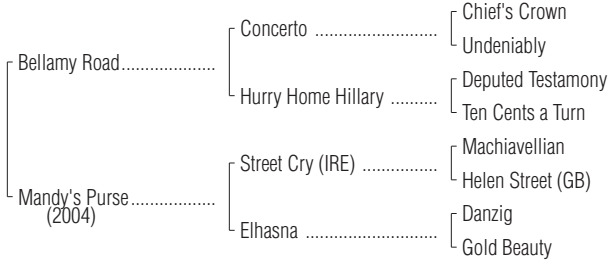 Chief's Crown
Concerto ....................
Undeniably
Bellamy Road....................
Deputed Testamony
Hurry Home Hillary ..........
Ten Cents a Turn
Machiavellian
Street Cry (IRE) ................
Helen Street (GB)
Mandy's Purse..................
(2004)
Danzig
Elhasna ............................
Gold Beauty